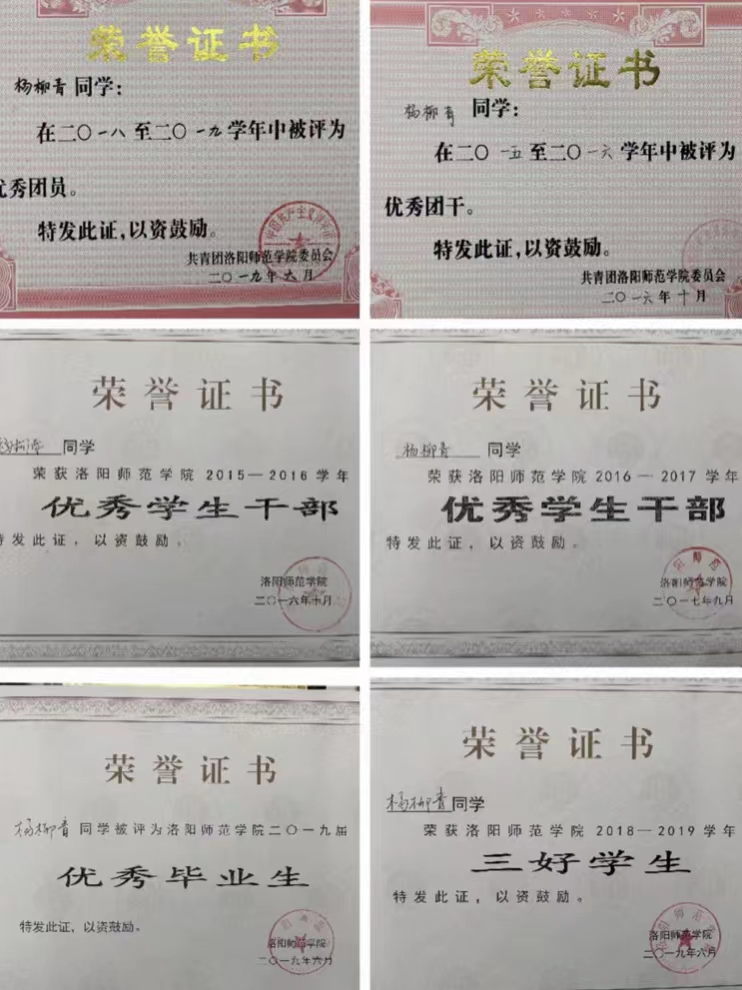 荣誉证书
杨柳青同学：
在二〇一八至二〇一九学年中被评为
优秀团员。
特发此证，以资鼓励。
共青团洛阳师范学院委员会
二〇一九年六月
荣誉证书
杨柳青 同学：
在二〇一五至二〇一六学年中被评为
优秀团干。
特发此证，以资鼓励。
共青团洛阳师范学院委员会
二〇一六年十月
荣誉证书
杨柳青 同学
荣获洛阳师范学院 2015—2016 学年
优秀学生干部
特发此证，以资鼓励。
洛阳师范学院
二〇一六年十月
荣誉证书
杨柳青 同学
荣获洛阳师范学院 2016—2017 学年
优秀学生干部
特发此证，以资鼓励。
洛阳师范学院
二〇一七年九月
荣誉证书
杨柳青 同学被评为洛阳师范学院二〇一九届
优秀毕业生
特发此证，以资鼓励。
洛阳师范学院
二〇一九年六月
荣誉证书
杨柳青同学
荣获洛阳师范学院 2018—2019 学年
三好学生
特发此证，以资鼓励。
洛阳师范学院
二〇一九年六月